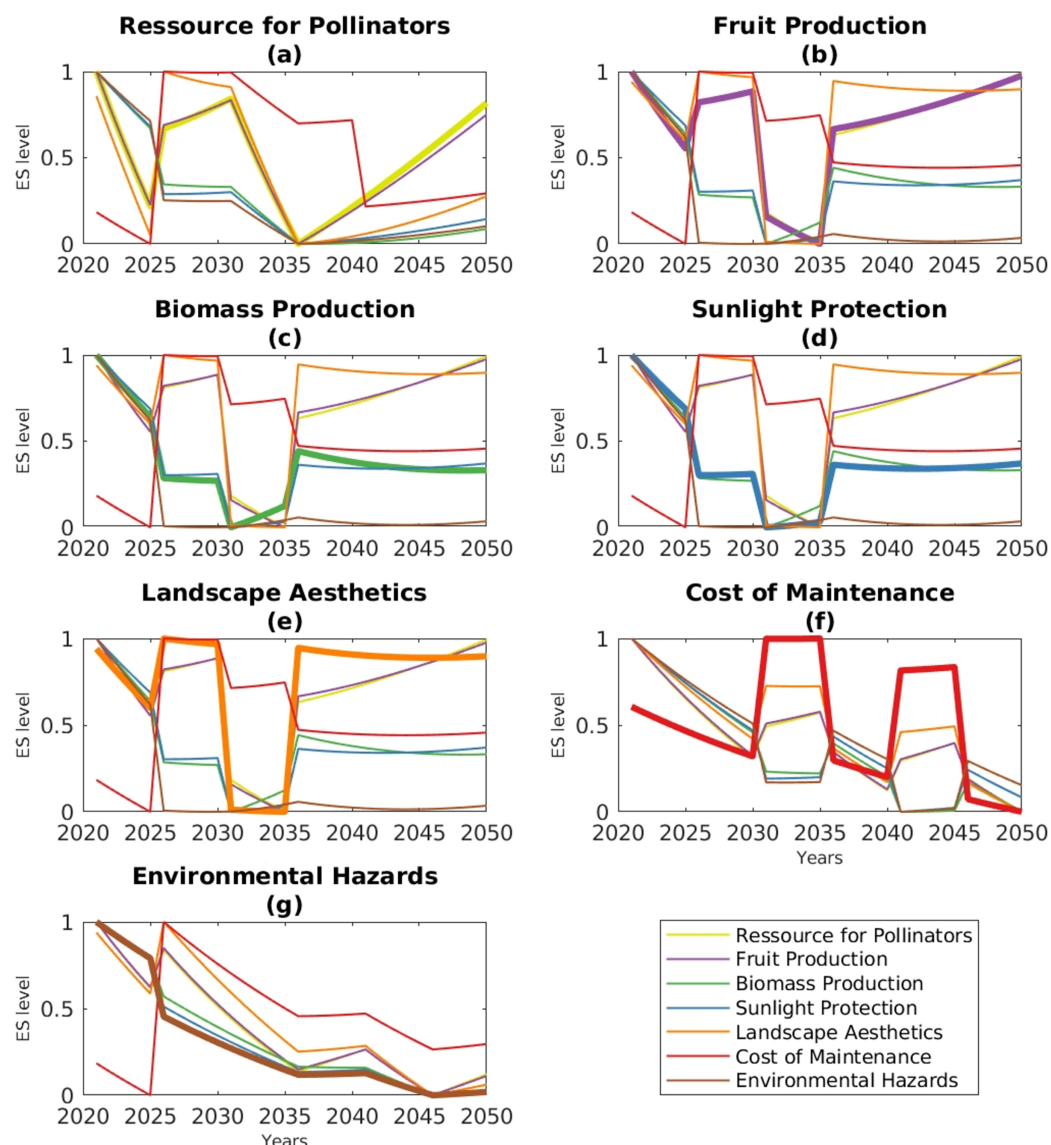 Ressource for Pollinators
(a)
1
ES level
0.5
0
2020 2025 2030 2035 2040 2045 2050
Fruit Production
(b)
1
ES level
0.5
0
2020 2025 2030 2035 2040 2045 2050
Biomass Production
(c)
1
ES level
0.5
0
2020 2025 2030 2035 2040 2045 2050
Sunlight Protection
(d)
1
ES level
0.5
0
2020 2025 2030 2035 2040 2045 2050
Landscape Aesthetics
(e)
1
ES level
0.5
0
2020 2025 2030 2035 2040 2045 2050
Cost of Maintenance
(f)
1
ES level
0.5
0
2020 2025 2030 2035 2040 2045 2050
Years
Environmental Hazards
(g)
1
ES level
0.5
0
2020 2025 2030 2035 2040 2045 2050
Years
Ressource for Pollinators
Fruit Production
Biomass Production
Sunlight Protection
Landscape Aesthetics
Cost of Maintenance
Environmental Hazards